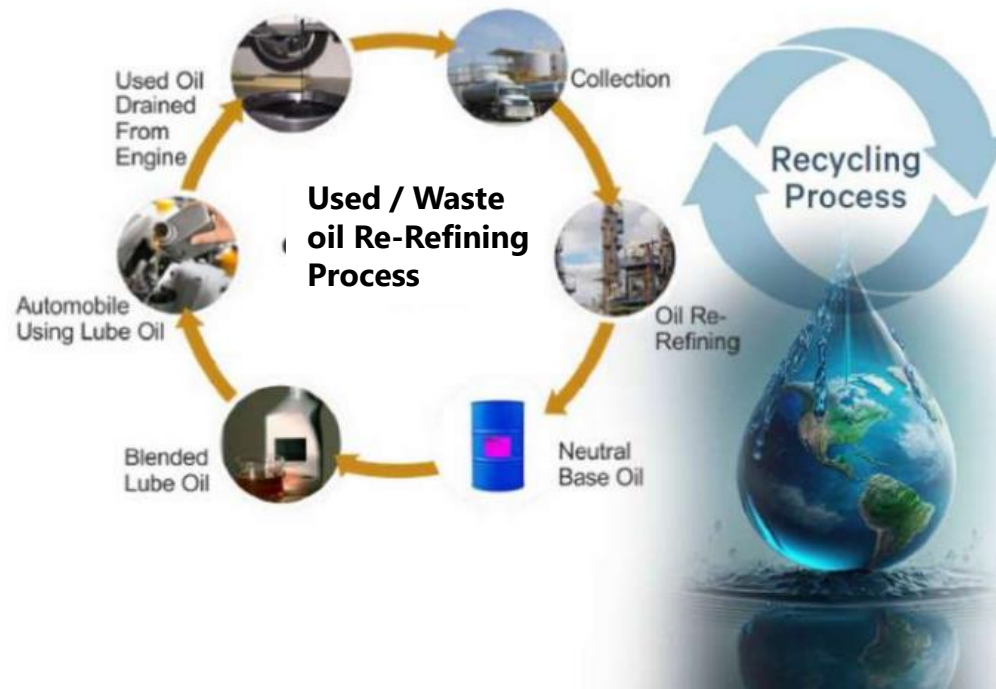 Used Oil
Drained
From
Engine
Collection
Used / Waste
oil Re-Refining
Process
Recycling
Process
Automobile
Using Lube Oil
Oil Re-
Refining
Blended
Lube Oil
Neutral
Base Oil